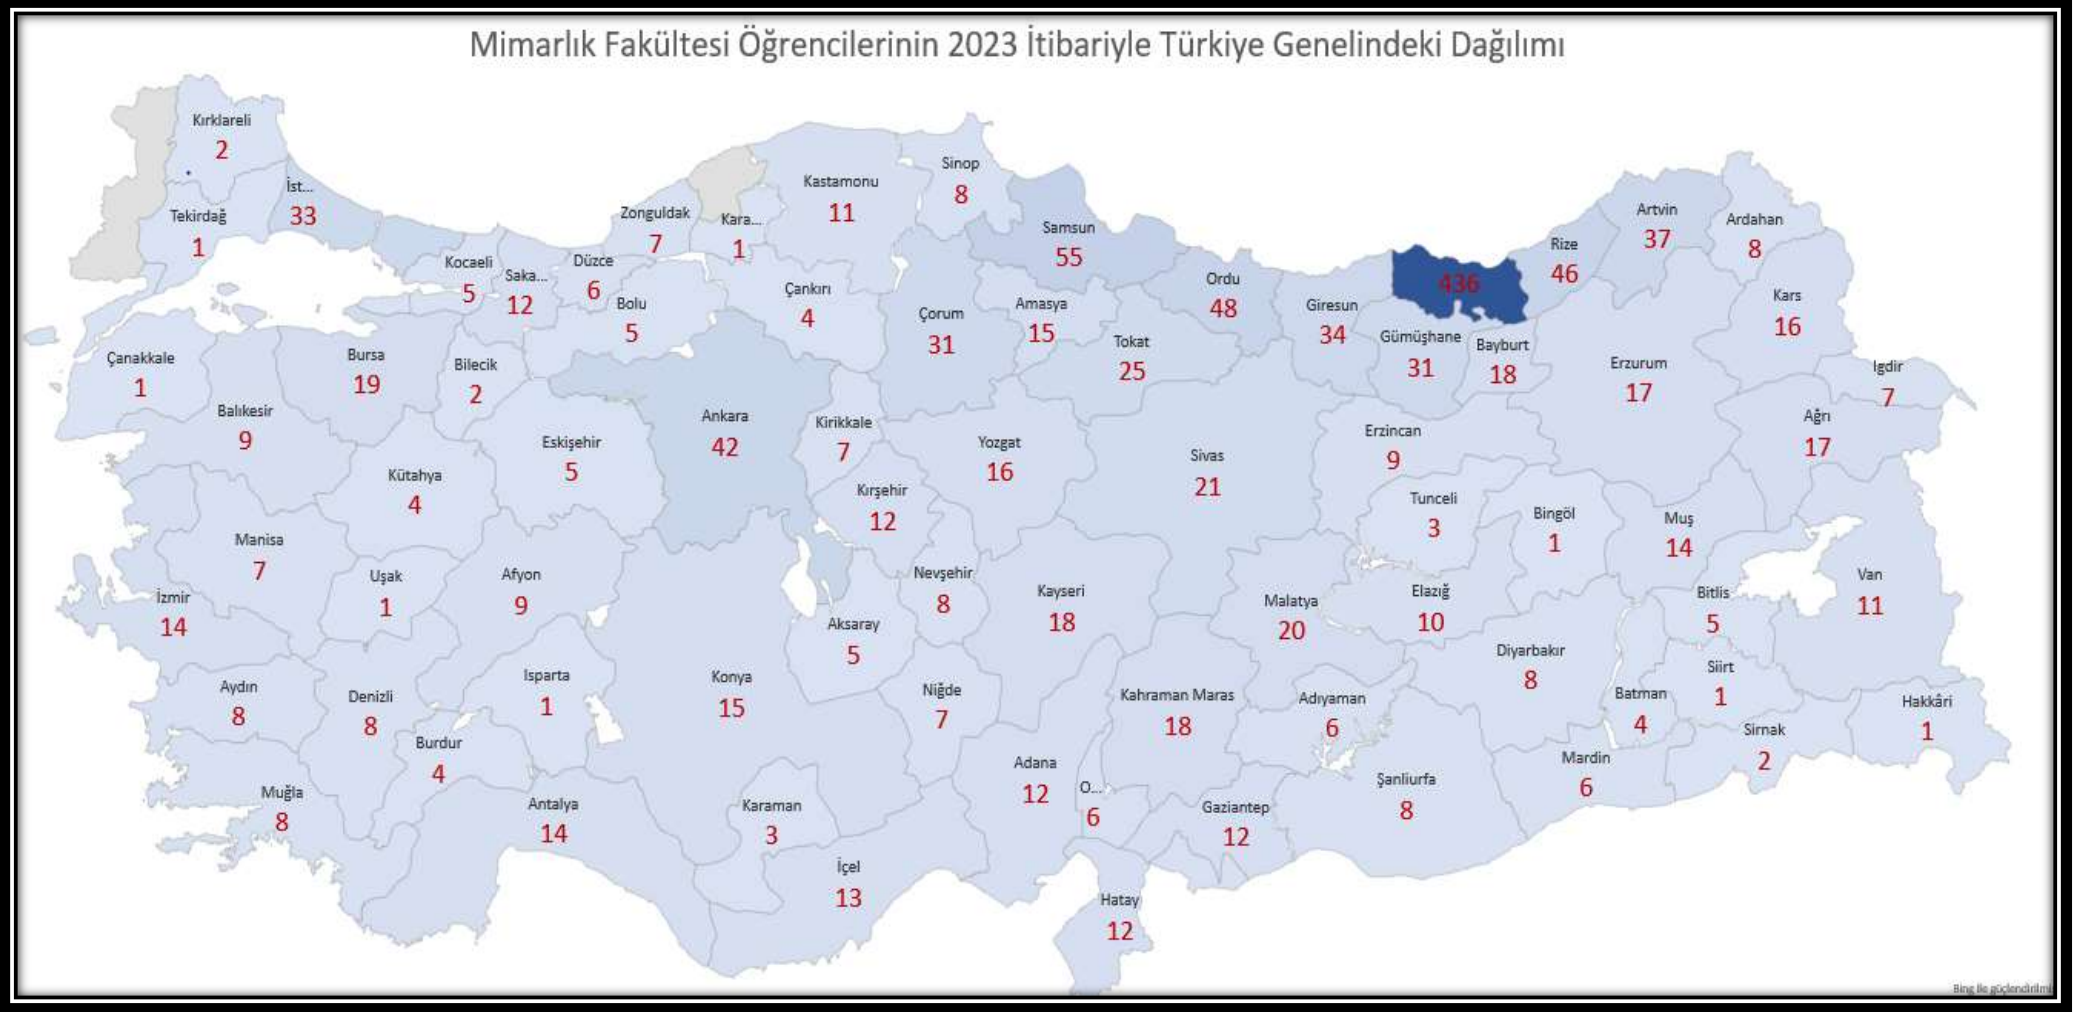 Mimarlık Fakültesi Öğrencilerinin 2023 İtibariyle Türkiye Genelindeki Dağılımı
Kırklareli
2
Tekirdağ
1
İst...
33
Kocaeli
5
Saka...
12
Düzce
6
Zonguldak
7
Kara...
1
Bolu
5
Kastamonu
11
Sinop
8
Çankırı
4
Samsun
55
Çorum
31
Amasya
15
Tokat
25
Ordu
48
Giresun
34
436
Gümüşhane
31
Bayburt
18
Rize
46
Artvin
37
Ardahan
8
Kars
16
Igdir
7
Erzurum
17
Ağrı
17
Çanakkale
1
Balıkesir
9
Bursa
19
Bilecik
2
Kütahya
4
Eskişehir
5
Ankara
42
Kirikkale
7
Kırşehir
12
Yozgat
16
Sivas
21
Erzincan
9
Tunceli
3
Bingöl
1
Muş
14
Van
11
Bitlis
5
Manisa
7
İzmir
14
Uşak
1
Afyon
9
Nevşehir
8
Aksaray
5
Kayseri
18
Malatya
20
Elazığ
10
Diyarbakır
8
Siirt
1
Batman
4
Hakkâri
1
Sirnak
2
Mardin
6
Aydın
8
Denizli
8
Isparta
1
Burdur
4
Konya
15
Niğde
7
Kahraman Maras
18
Adıyaman
6
Şanliurfa
8
Muğla
8
Antalya
14
Karaman
3
Adana
12
O...
6
Gaziantep
12
İçel
13
Hatay
12
Bing ile güçlendirilmi